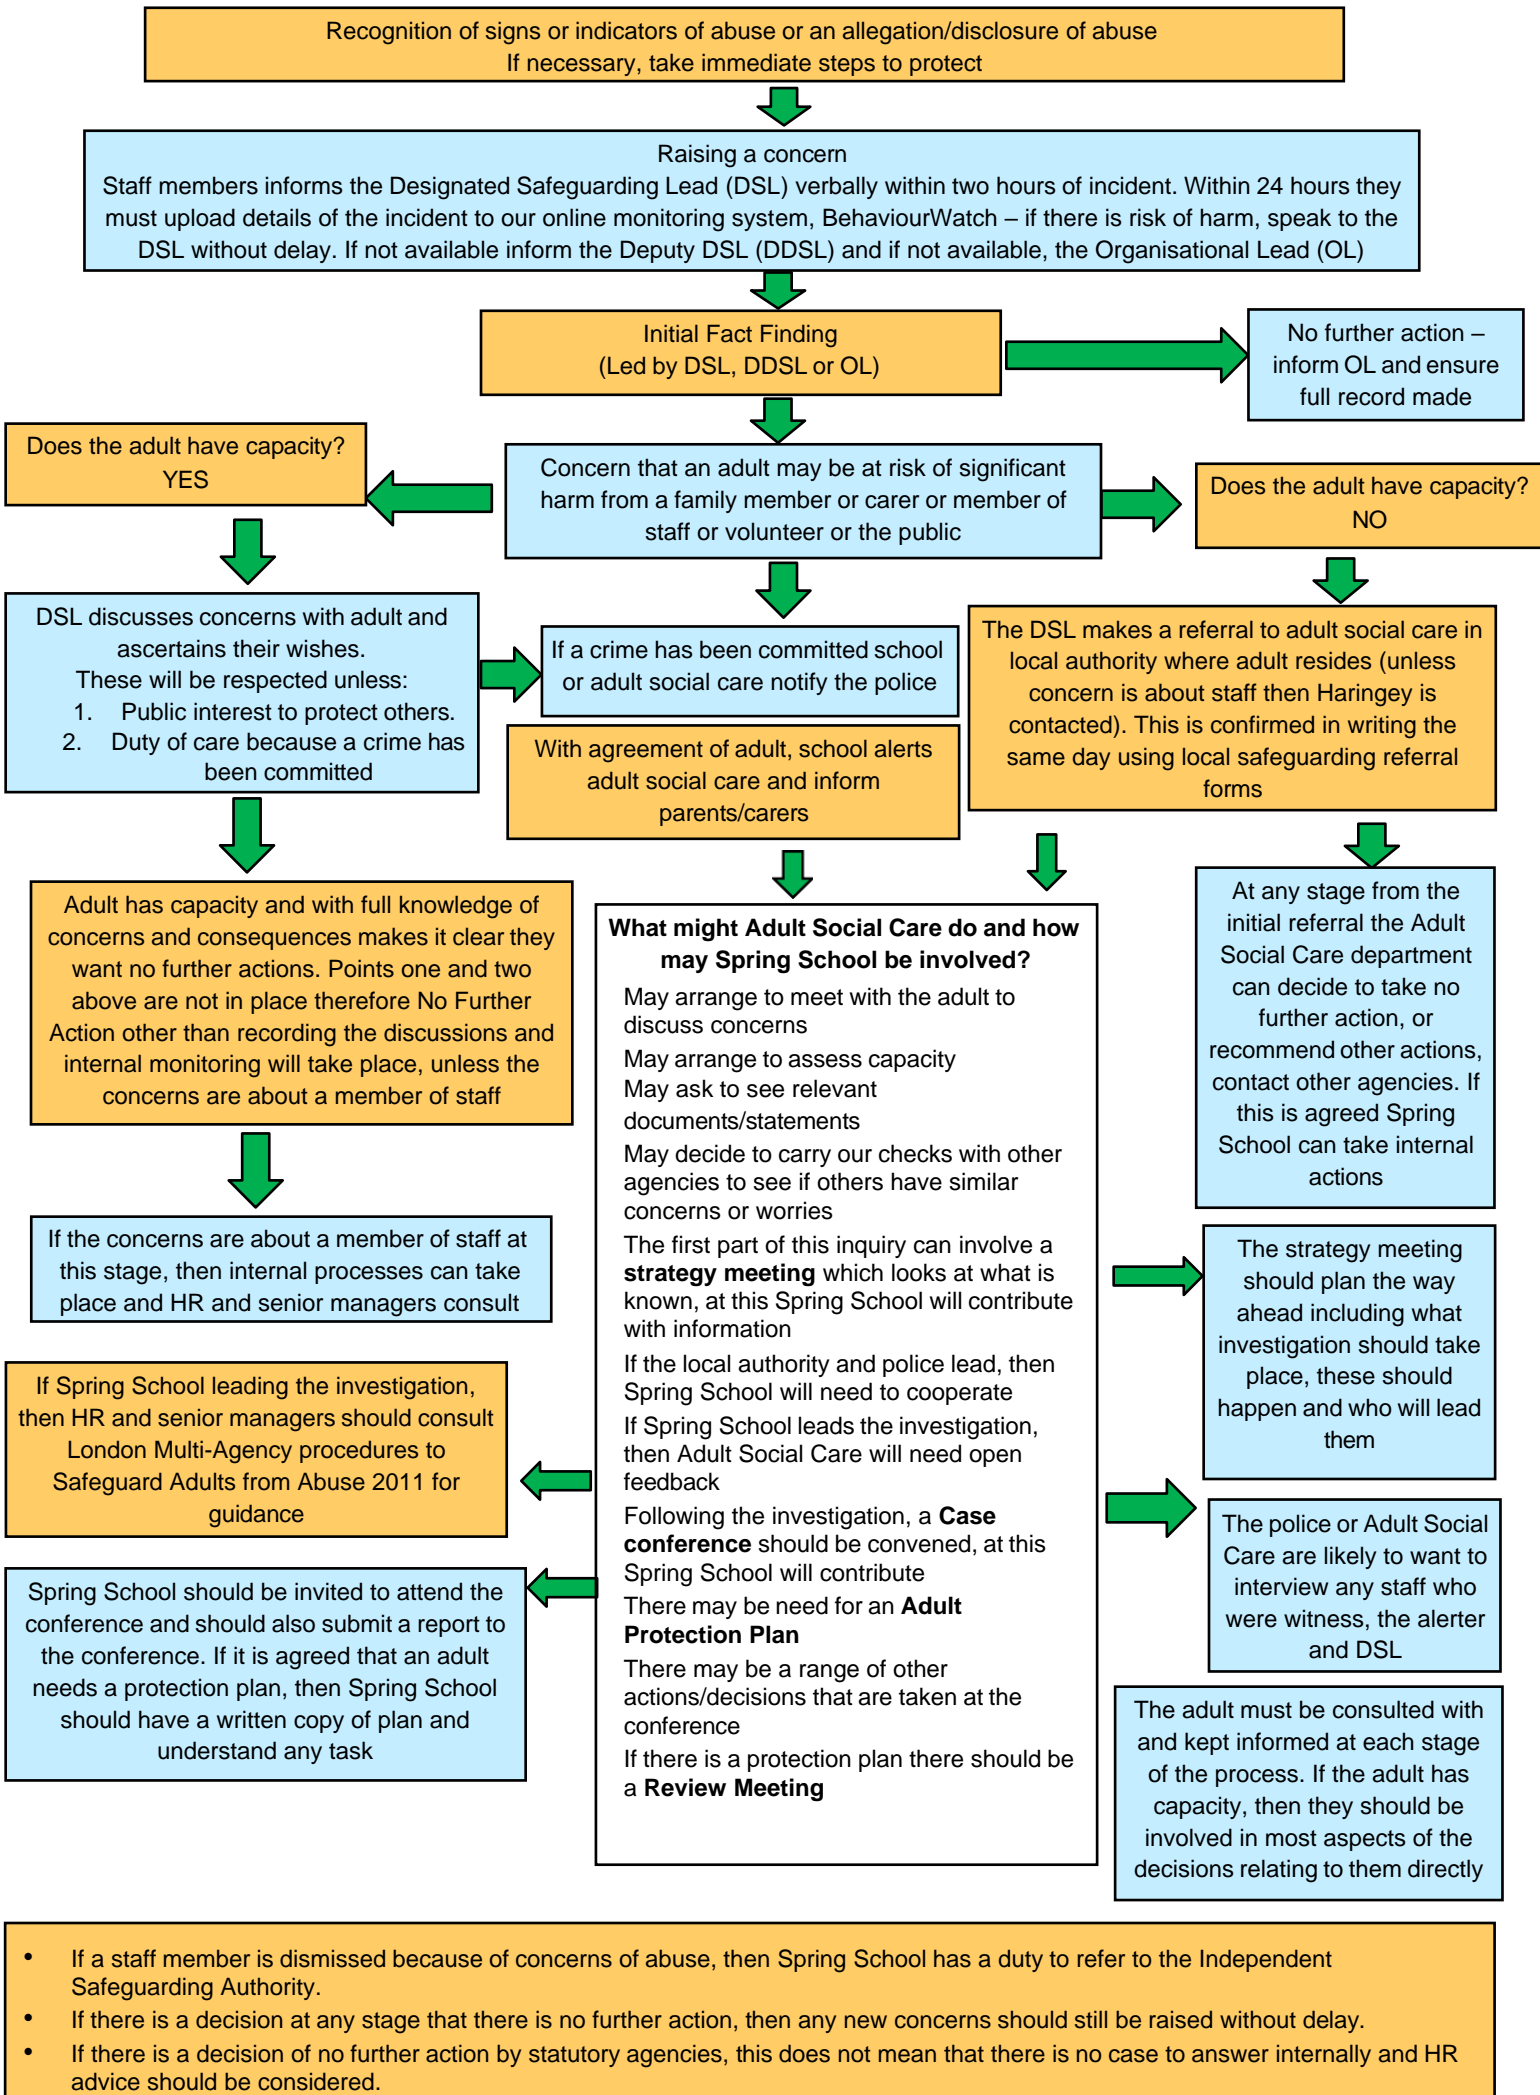 Recognition of signs or indicators of abuse or an allegation/disclosure of abuse
If necessary, take immediate steps to protect
Raising a concern
Staff members informs the Designated Safeguarding Lead (DSL) verbally within two hours of incident. Within 24 hours they
must upload details of the incident to our online monitoring system, BehaviourWatch – if there is risk of harm, speak to the
DSL without delay. If not available inform the Deputy DSL (DDSL) and if not available, the Organisational Lead (OL)
Initial Fact Finding
(Led by DSL, DDSL or OL)
No further action –
inform OL and ensure
full record made
Does the adult have capacity?
YES
Concern that an adult may be at risk of significant
harm from a family member or carer or member of
staff or volunteer or the public
Does the adult have capacity?
NO
DSL discusses concerns with adult and
ascertains their wishes.
These will be respected unless:
1. Public interest to protect others.
2. Duty of care because a crime has
been committed
If a crime has been committed school
or adult social care notify the police
With agreement of adult, school alerts
adult social care and inform
parents/carers
The DSL makes a referral to adult social care in
local authority where adult resides (unless
concern is about staff then Haringey is
contacted). This is confirmed in writing the
same day using local safeguarding referral
forms
Adult has capacity and with full knowledge of
concerns and consequences makes it clear they
want no further actions. Points one and two
above are not in place therefore No Further
Action other than recording the discussions and
internal monitoring will take place, unless the
concerns are about a member of staff
At any stage from the
initial referral the Adult
Social Care department
can decide to take no
further action, or
recommend other actions,
contact other agencies. If
this is agreed Spring
School can take internal
actions
If the concerns are about a member of staff at
this stage, then internal processes can take
place and HR and senior managers consult
If Spring School leading the investigation,
then HR and senior managers should consult
London Multi-Agency procedures to
Safeguard Adults from Abuse 2011 for
guidance
Spring School should be invited to attend the
conference and should also submit a report to
the conference. If it is agreed that an adult
needs a protection plan, then Spring School
should have a written copy of plan and
understand any task
What might Adult Social Care do and how
may Spring School be involved?
May arrange to meet with the adult to
discuss concerns
May arrange to assess capacity
May ask to see relevant
documents/statements
May decide to carry our checks with other
agencies to see if others have similar
concerns or worries
The first part of this inquiry can involve a
strategy meeting which looks at what is
known, at this Spring School will contribute
with information
If the local authority and police lead, then
Spring School will need to cooperate
If Spring School leads the investigation,
then Adult Social Care will need open
feedback
Following the investigation, a Case
conference should be convened, at this
Spring School will contribute
There may be need for an Adult
Protection Plan
There may be a range of other
actions/decisions that are taken at the
conference
If there is a protection plan there should be
a Review Meeting
The strategy meeting
should plan the way
ahead including what
investigation should take
place, these should
happen and who will lead
them
The police or Adult Social
Care are likely to want to
interview any staff who
were witness, the alerter
and DSL
The adult must be consulted with
and kept informed at each stage
of the process. If the adult has
capacity, then they should be
involved in most aspects of the
decisions relating to them directly
• If a staff member is dismissed because of concerns of abuse, then Spring School has a duty to refer to the Independent
Safeguarding Authority.
• If there is a decision at any stage that there is no further action, then any new concerns should still be raised without delay.
• If there is a decision of no further action by statutory agencies, this does not mean that there is no case to answer internally and HR
advice should be considered.